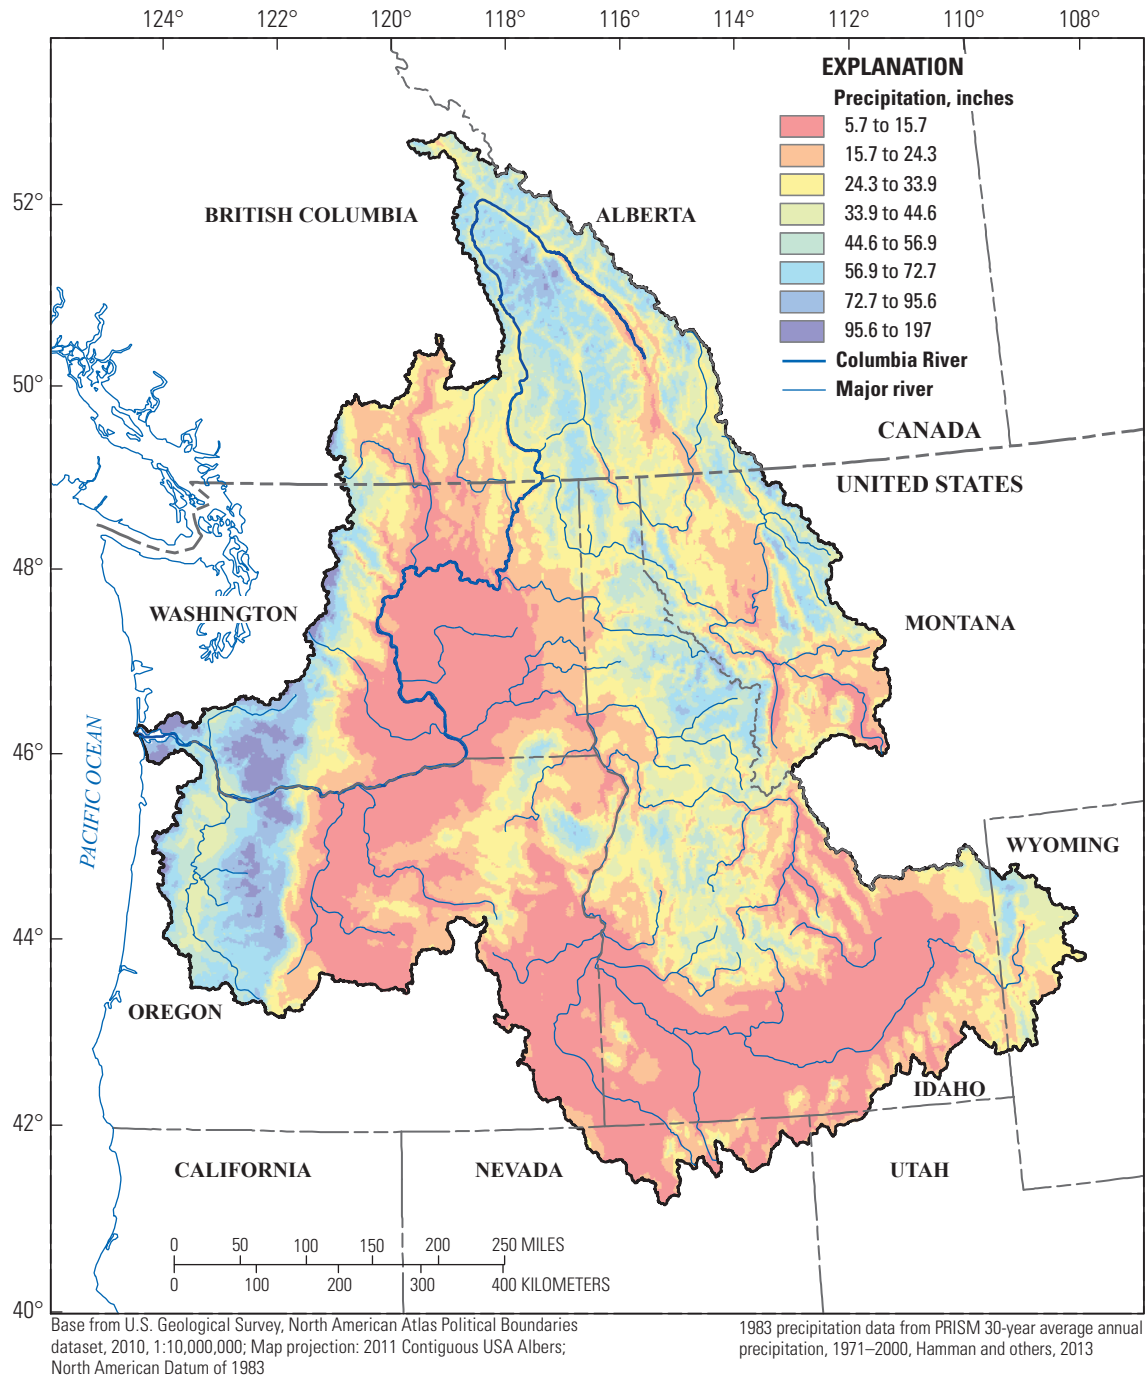 124°
120°
118°
116°
114°
112°
110°
108°
EXPLANATION
Precipitation, inches
5.7 to 15.7
15.7 to 24.3
24.3 to 33.9
33.9 to 44.6
44.6 to 56.9
56.9 to 72.7
72.7 to 95.6
95.6 to 197
Columbia River
Major river
52°
BRITISH COLUMBIA
ALBERTA
50°
CANADA
UNITED STATES
48°
WASHINGTON
MONTANA
46°
PACIFIC OCEAN
WYOMING
44°
OREGON
IDAHO
42°
CALIFORNIA
NEVADA
UTAH
0 50 100 150 200 250 MILES
0 100 200 300 400 KILOMETERS
40°
Base from U.S. Geological Survey, North American Atlas Political Boundaries
dataset, 2010, 1:10,000,000; Map projection: 2011 Contiguous USA Albers;
North American Datum of 1983
1983 precipitation data from PRISM 30-year average annual
precipitation, 1971–2000, Hamman and others, 2013